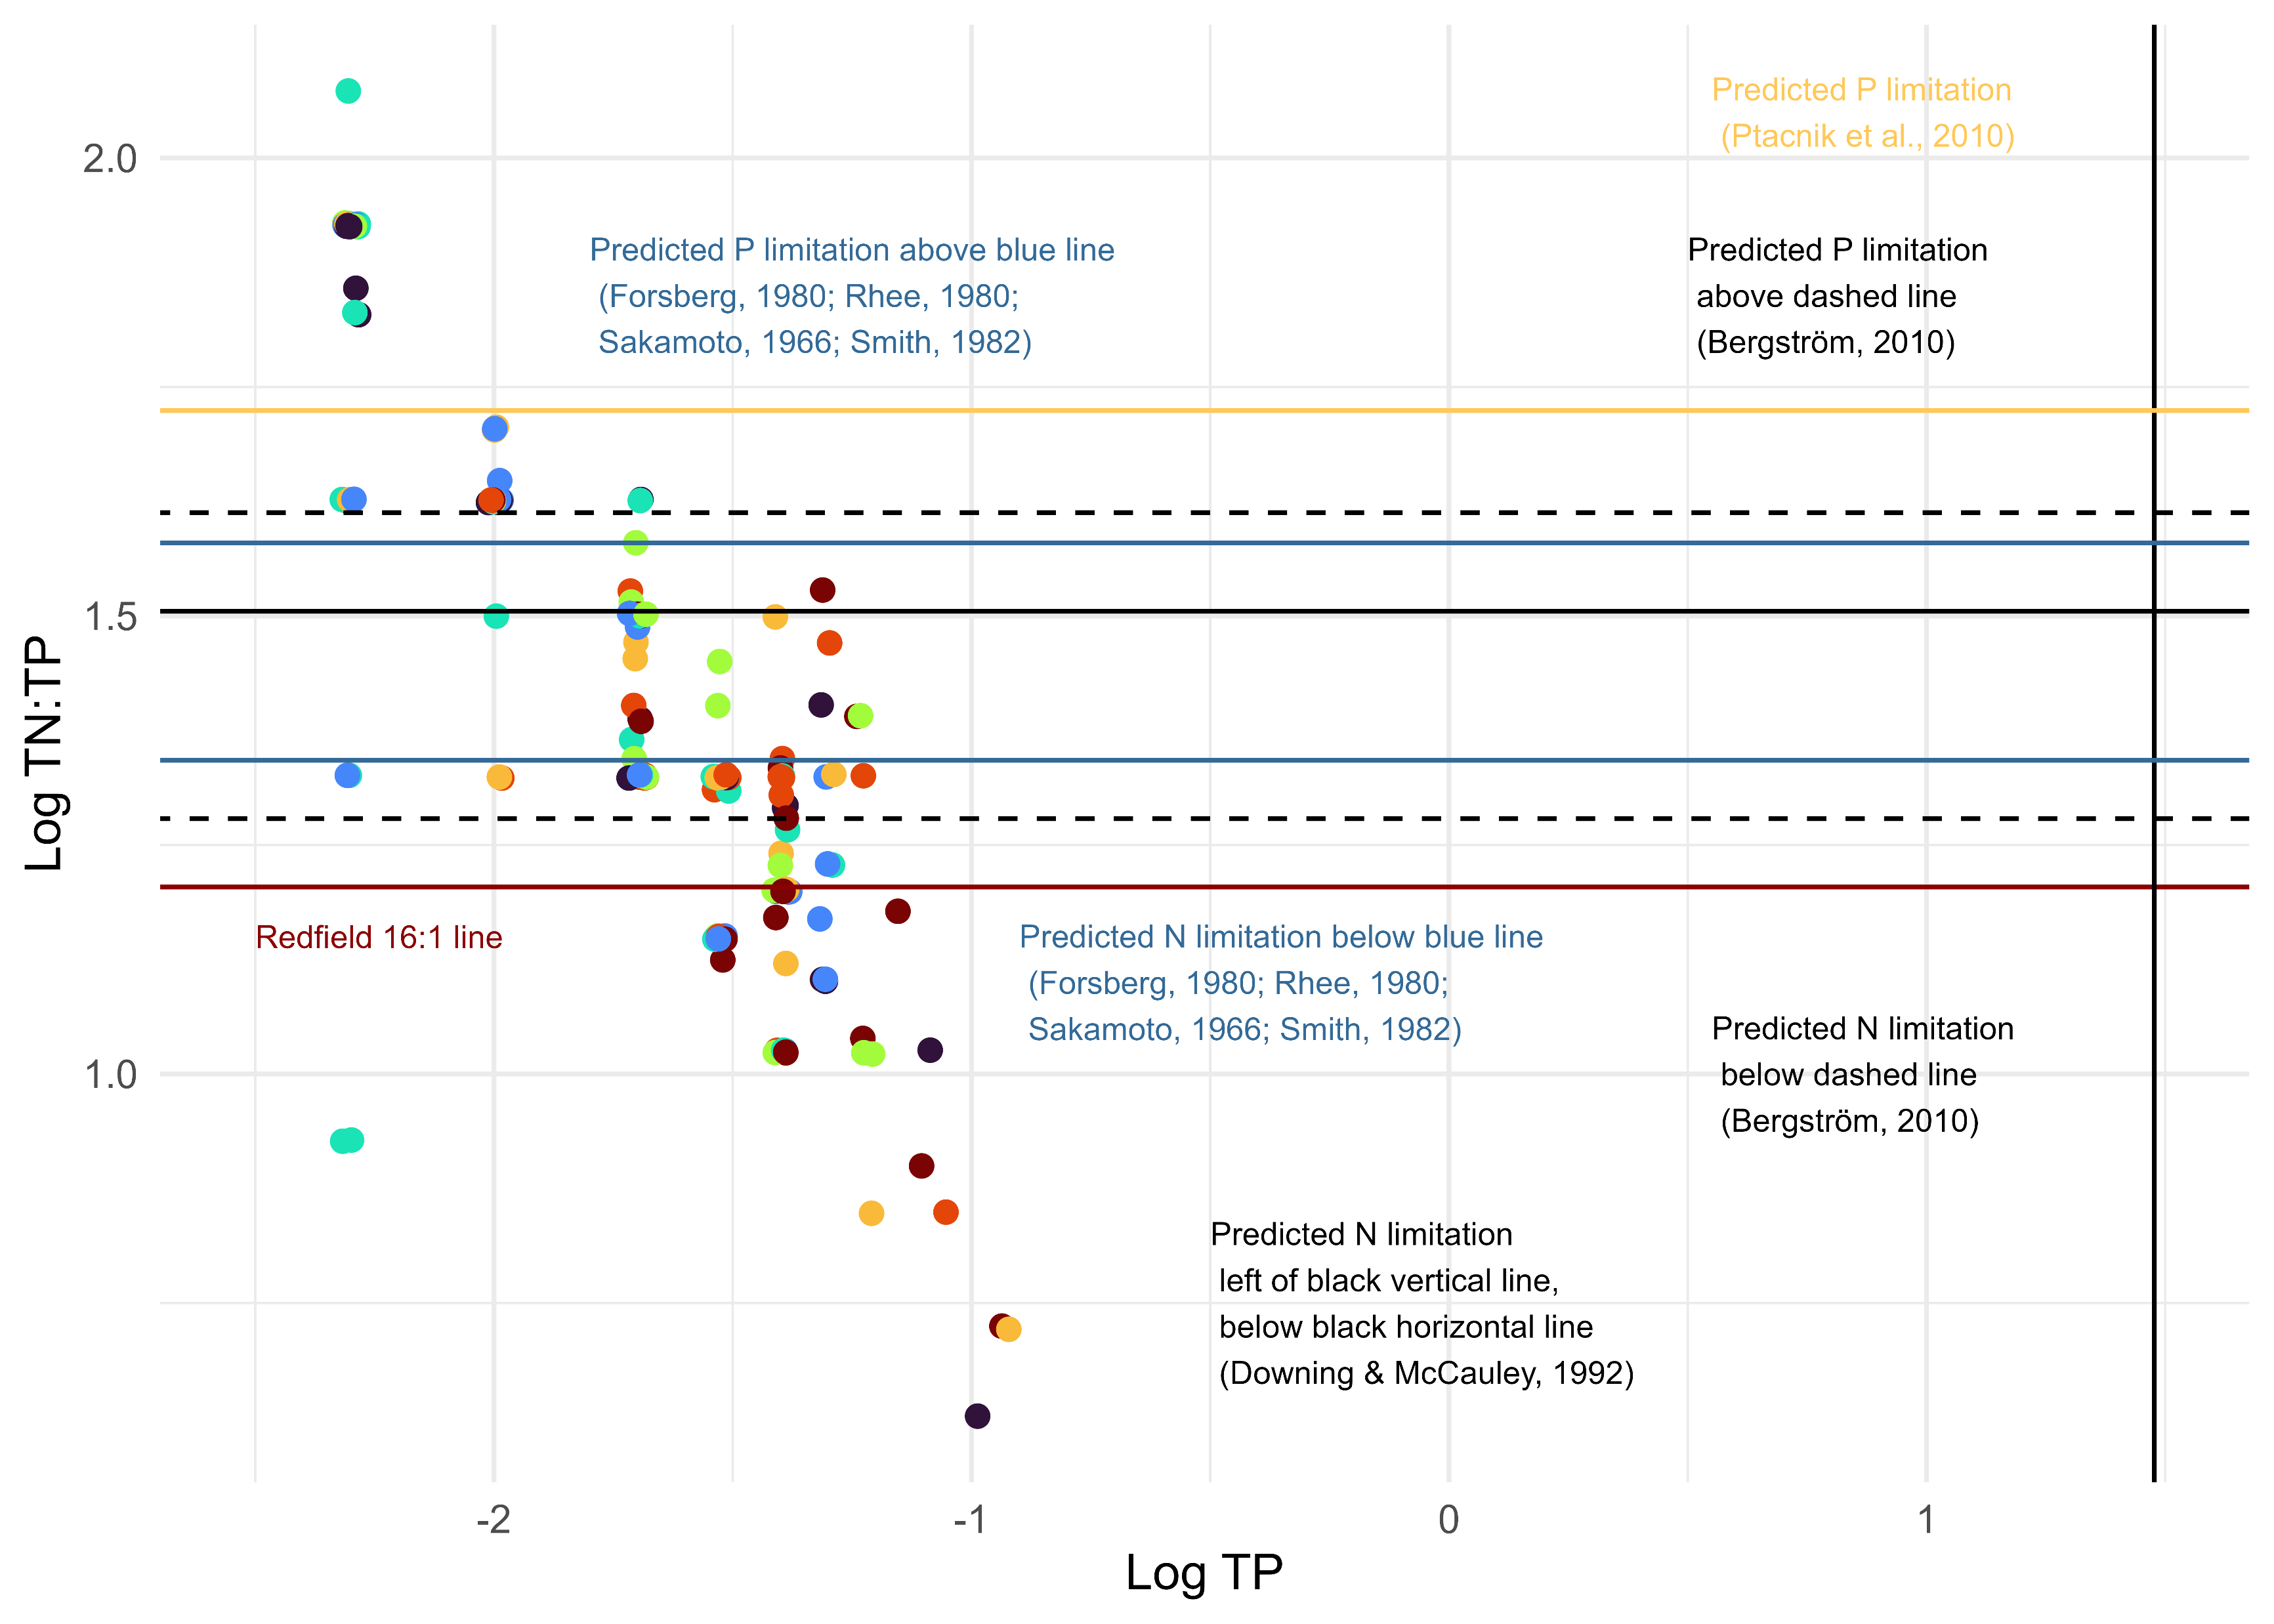 Predicted P limitation
(Ptacnik et al., 2010)
2.0
Predicted P limitation above blue line
(Forsberg, 1980; Rhee, 1980;
Sakamoto, 1966; Smith, 1982)
Predicted P limitation
above dashed line
(Bergström, 2010)
1.5
Log TN:TP
Redfield 16:1 line
Predicted N limitation below blue line
(Forsberg, 1980; Rhee, 1980;
Sakamoto, 1966; Smith, 1982)
1.0
Predicted N limitation
below dashed line
(Bergström, 2010)
Predicted N limitation
left of black vertical line,
below black horizontal line
(Downing & McCauley, 1992)
-2 -1 0 1
Log TP